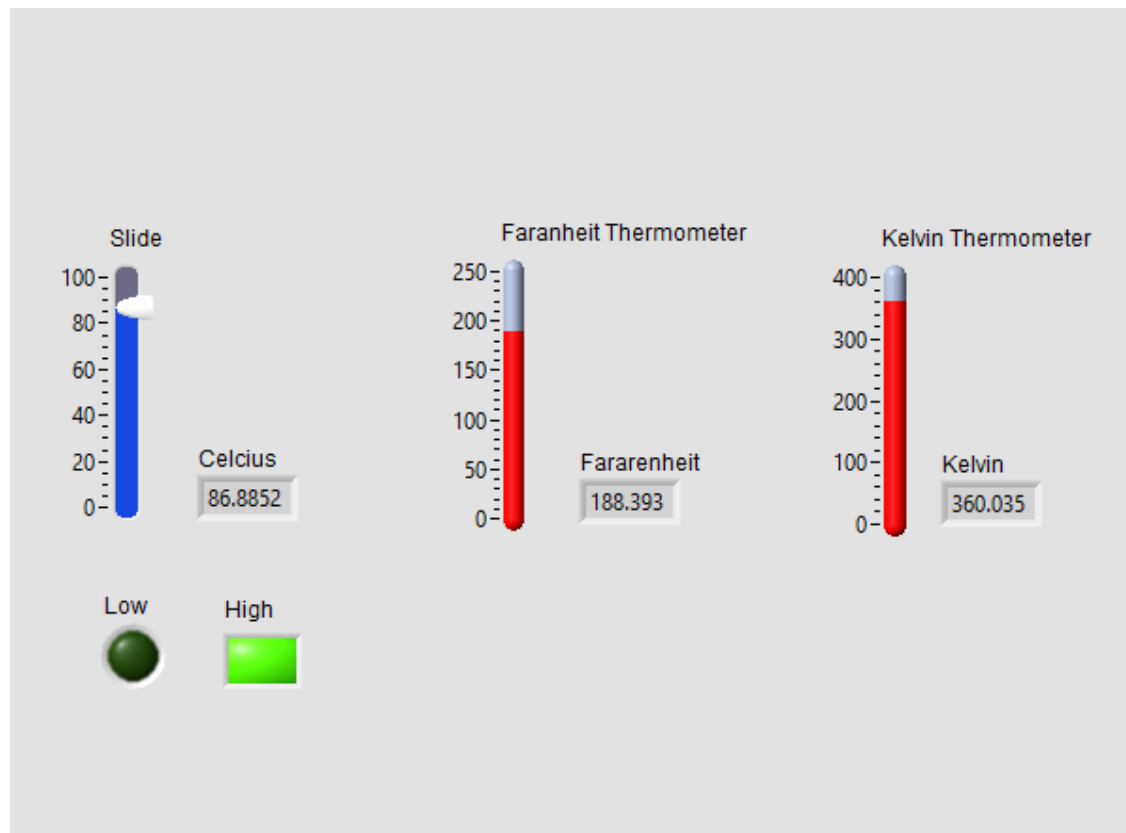 Slide
100
80
60
40
20
0
Celcius
86.8852
Faranheit Thermometer
250
200
150
100
50
0
Fararenheit
188.393
Kelvin Thermometer
400
300
200
100
0
Kelvin
360.035
Low
High